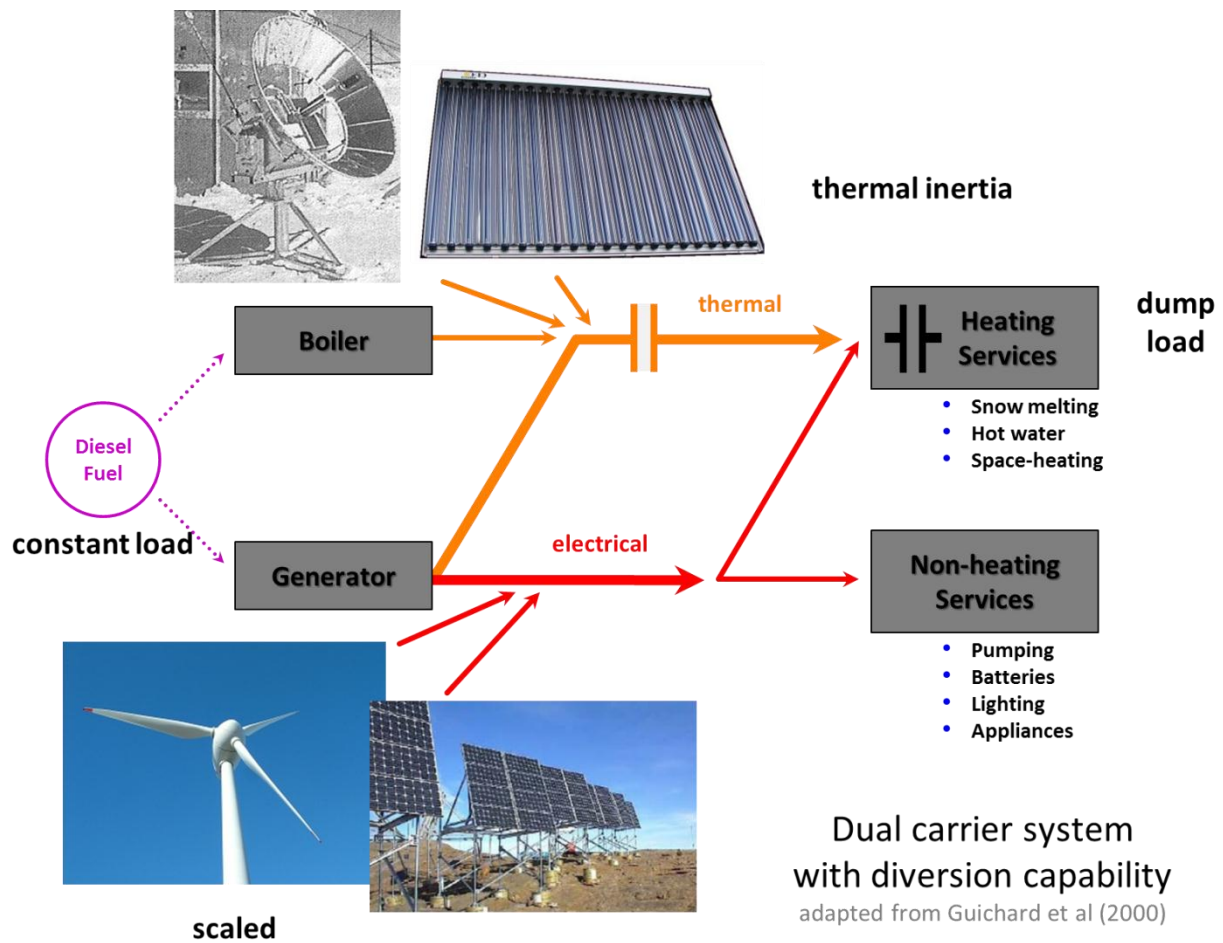 thermal inertia
thermal
Boiler
Heating
Services
dump
load
• Snow melting
• Hot water
• Space-heating
Diesel
Fuel
constant load
electrical
Generator
Non-heating
Services
• Pumping
• Batteries
• Lighting
• Appliances
scaled
Dual carrier system
with diversion capability
adapted from Guichard et al (2000)